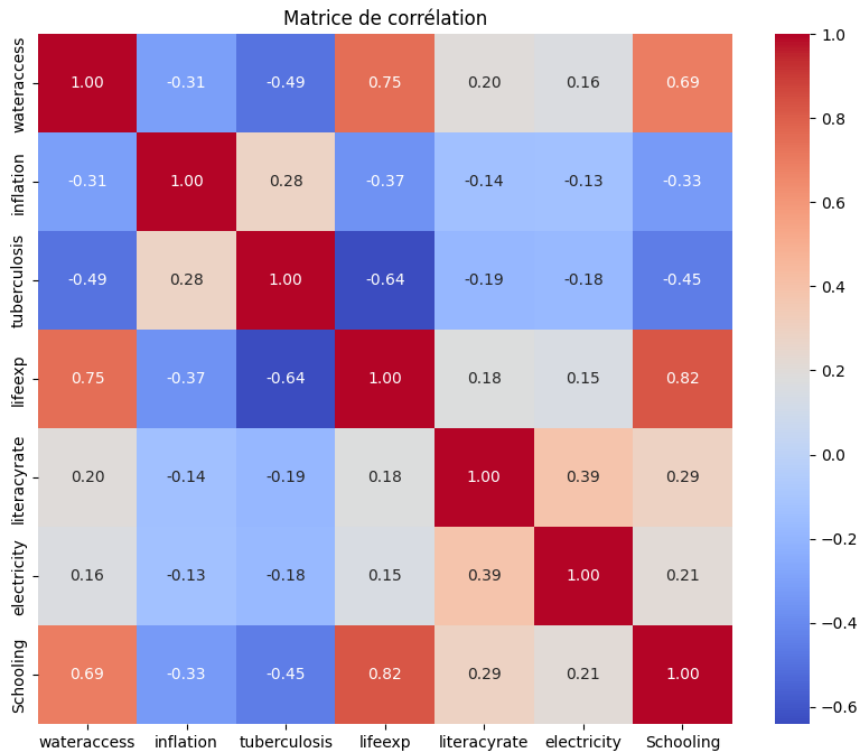 Matrice de corrélation
wateraccess 1.00 -0.31 -0.49 0.75 0.20 0.16 0.69
inflation -0.31 1.00 0.28 -0.37 -0.14 -0.13 -0.33
tuberculosis -0.49 0.28 1.00 -0.64 -0.19 -0.18 -0.45
lifeexp 0.75 -0.37 -0.64 1.00 0.18 0.15 0.82
literacyrate 0.20 -0.14 -0.19 0.18 1.00 0.39 0.29
electricity 0.16 -0.13 -0.18 0.15 0.39 1.00 0.21
Schooling 0.69 -0.33 -0.45 0.82 0.29 0.21 1.00
wateraccess inflation tuberculosis lifeexp literacyrate electricity Schooling
1.0
0.8
0.6
0.4
0.2
0.0
−0.2
−0.4
−0.6